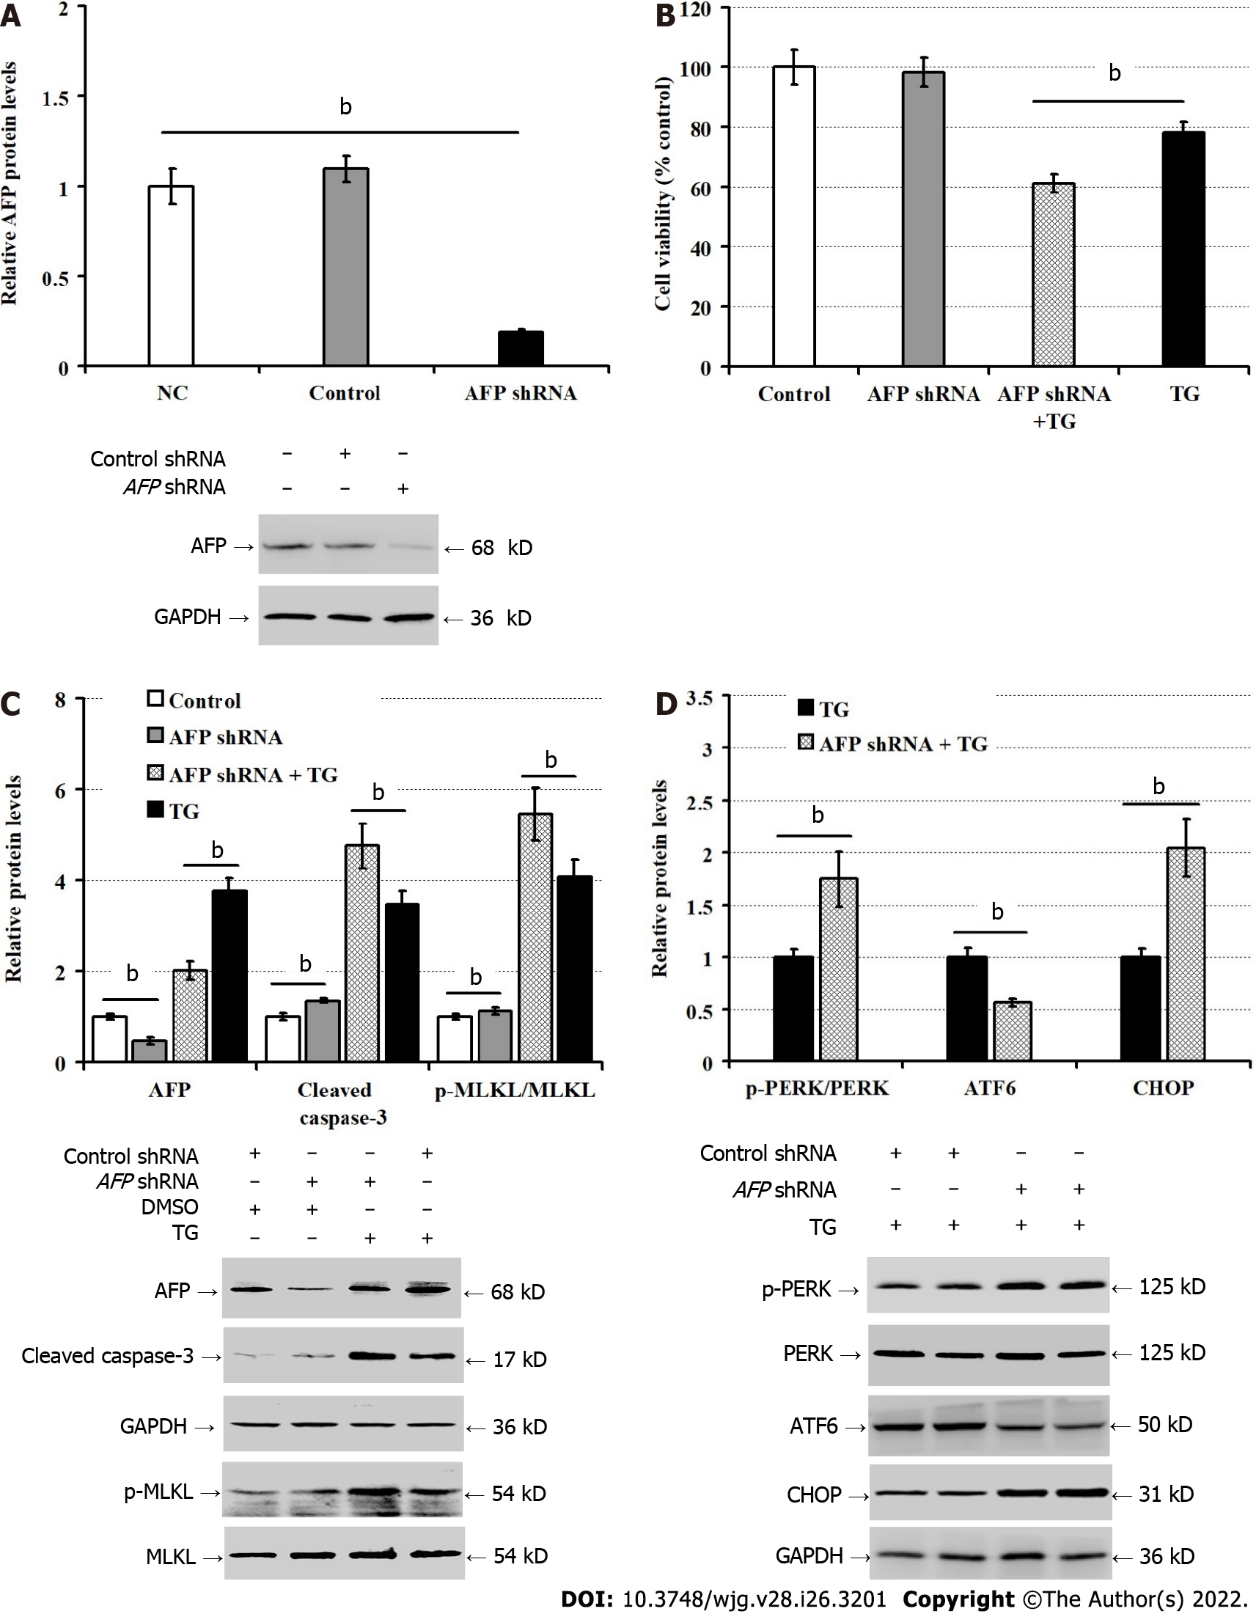 A
Relative AFP protein levels
2
1.5
1
0.5
0
b
NC Control AFP shRNA
Control shRNA – + –
AFP shRNA – – +
AFP → ← 68 kD
GAPDH → ← 36 kD
B
Cell viability (% control)
120
100
80
60
40
20
0
b
Control AFP shRNA AFP shRNA TG
+TG
C
Relative protein levels
8
6
4
2
0
Control
AFP shRNA
AFP shRNA + TG
TG
b b b b b b
AFP Cleaved p-MLKL/MLKL
caspase-3
Control shRNA + – – +
AFP shRNA – + + –
DMSO + + – –
TG – – + +
AFP → ← 68 kD
Cleaved caspase-3 → ← 17 kD
GAPDH → ← 36 kD
p-MLKL → ← 54 kD
MLKL → ← 54 kD
D
Relative protein levels
3.5
3
2.5
2
1.5
1
0.5
0
TG
AFP shRNA + TG
b b b
p-PERK/PERK ATF6 CHOP
Control shRNA + + – –
AFP shRNA – – + +
TG + + + +
p-PERK → ← 125 kD
PERK → ← 125 kD
ATF6 → ← 50 kD
CHOP → ← 31 kD
GAPDH → ← 36 kD
DOI: 10.3748/wjg.v28.i26.3201 Copyright ©The Author(s) 2022.